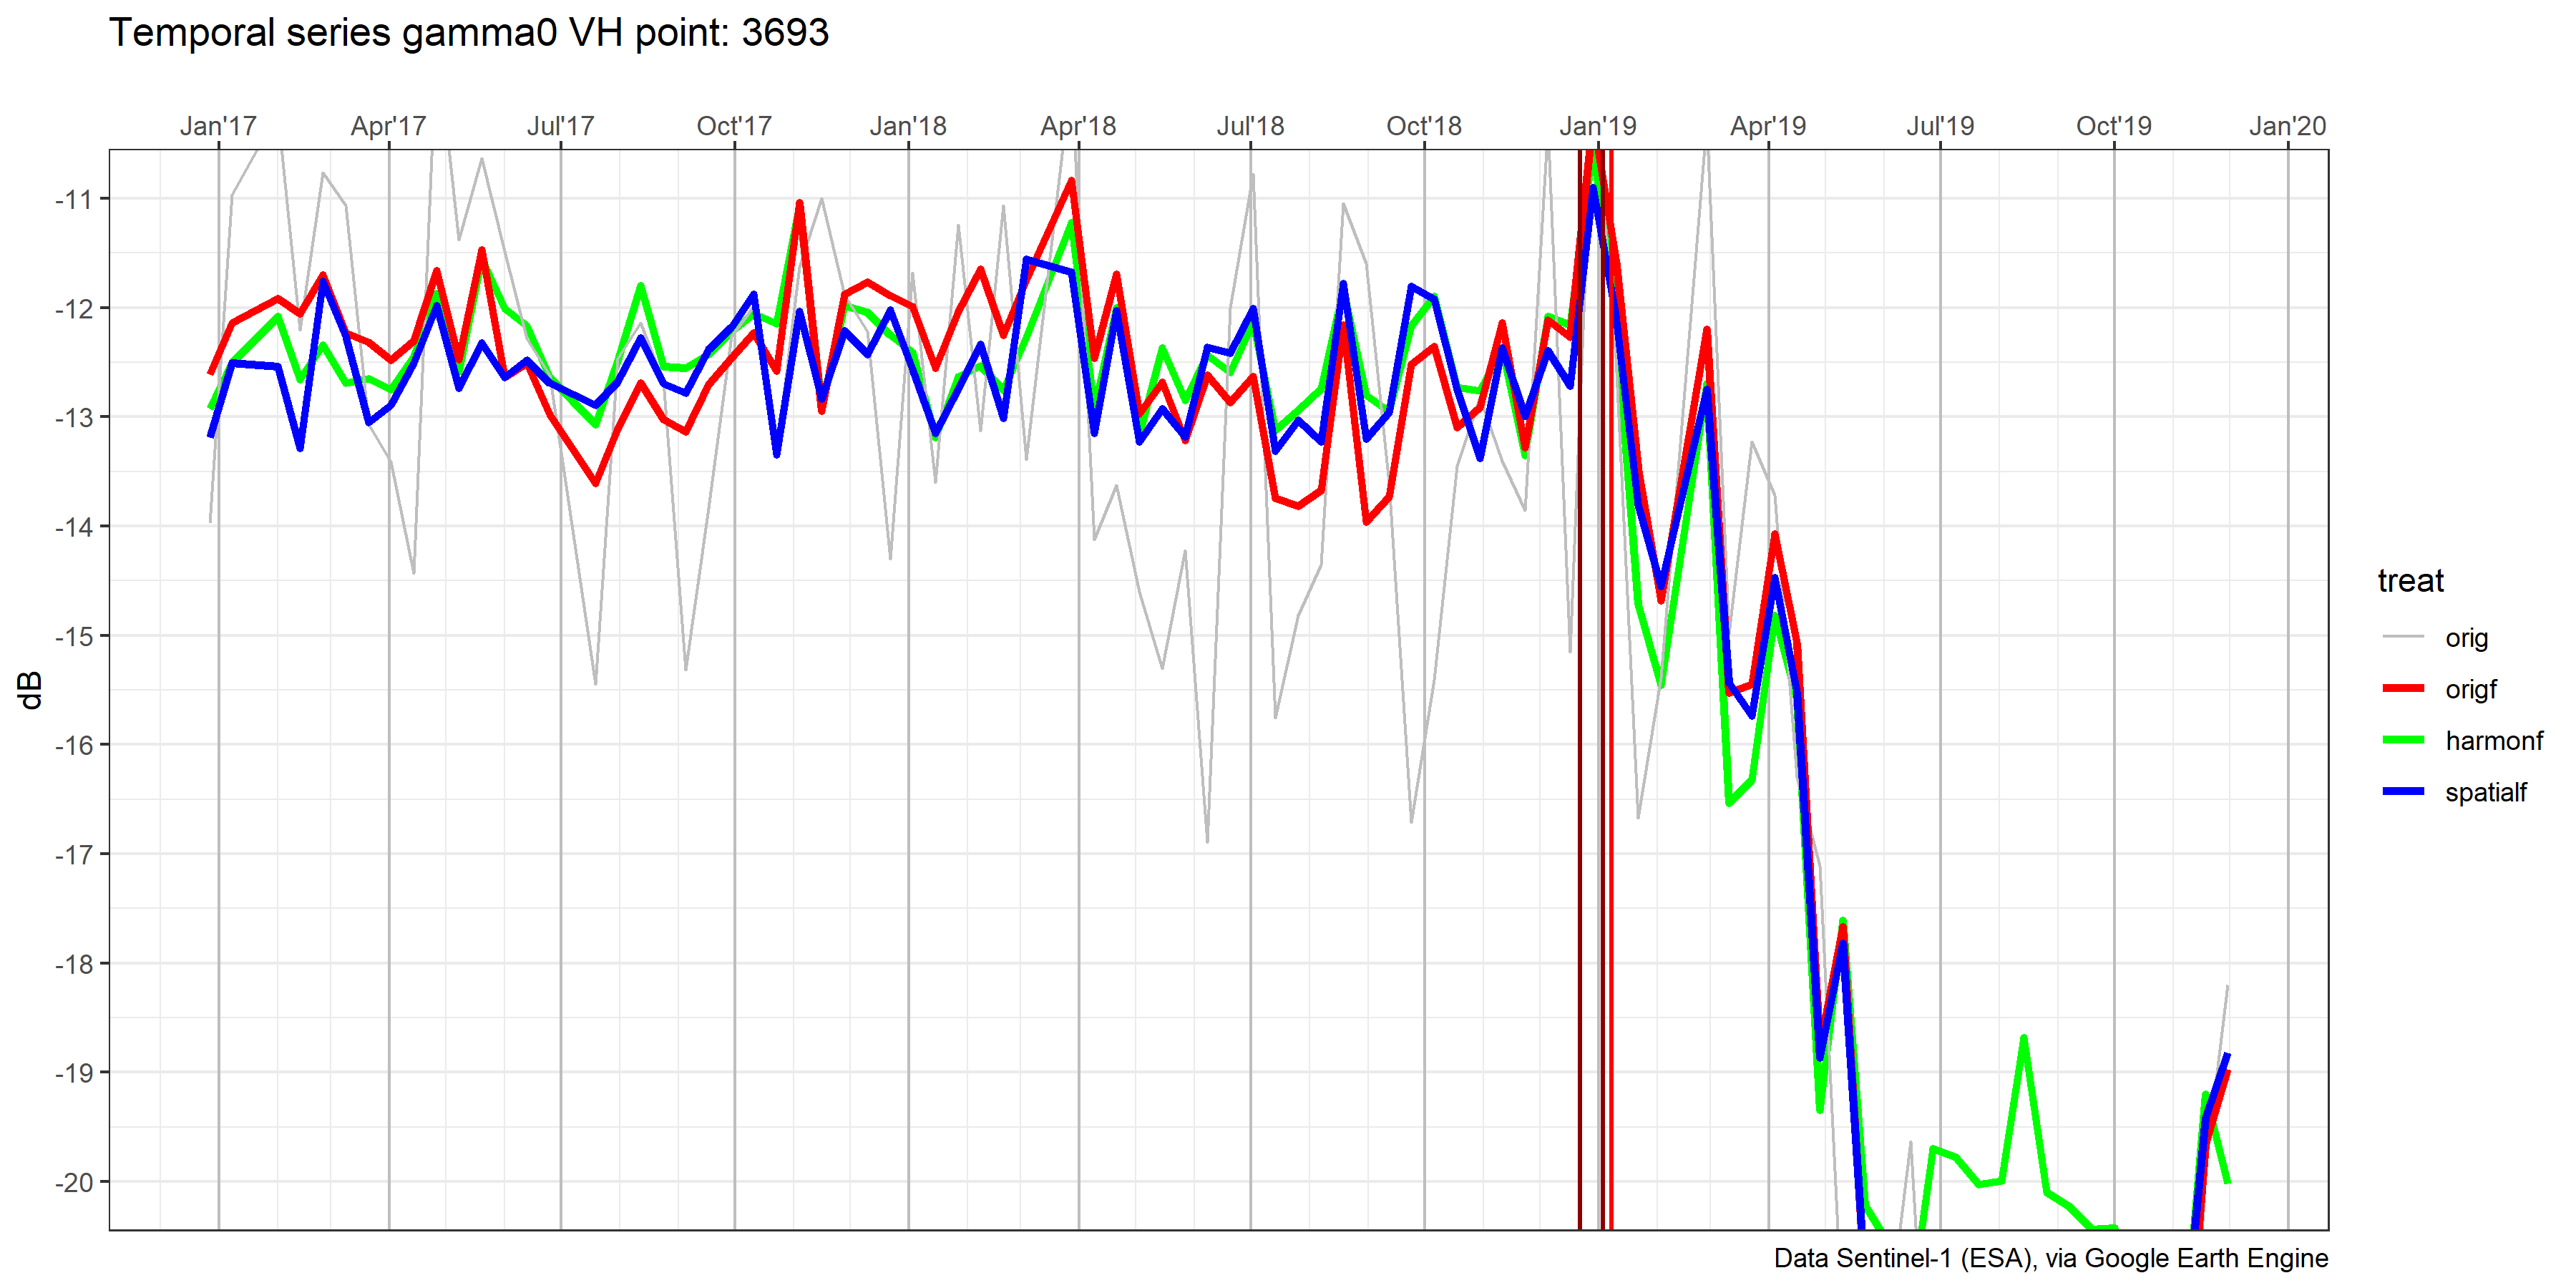 Temporal series gamma0 VH point: 3693
Jan'17 Apr'17 Jul'17 Oct'17 Jan'18 Apr'18 Jul'18 Oct'18 Jan'19 Apr'19 Jul'19 Oct'19 Jan'20
-11
-12
-13
-14
-15
-16
-17
-18
-19
-20
dB
treat
orig
origf
harmonf
spatialf
Data Sentinel-1 (ESA), via Google Earth Engine